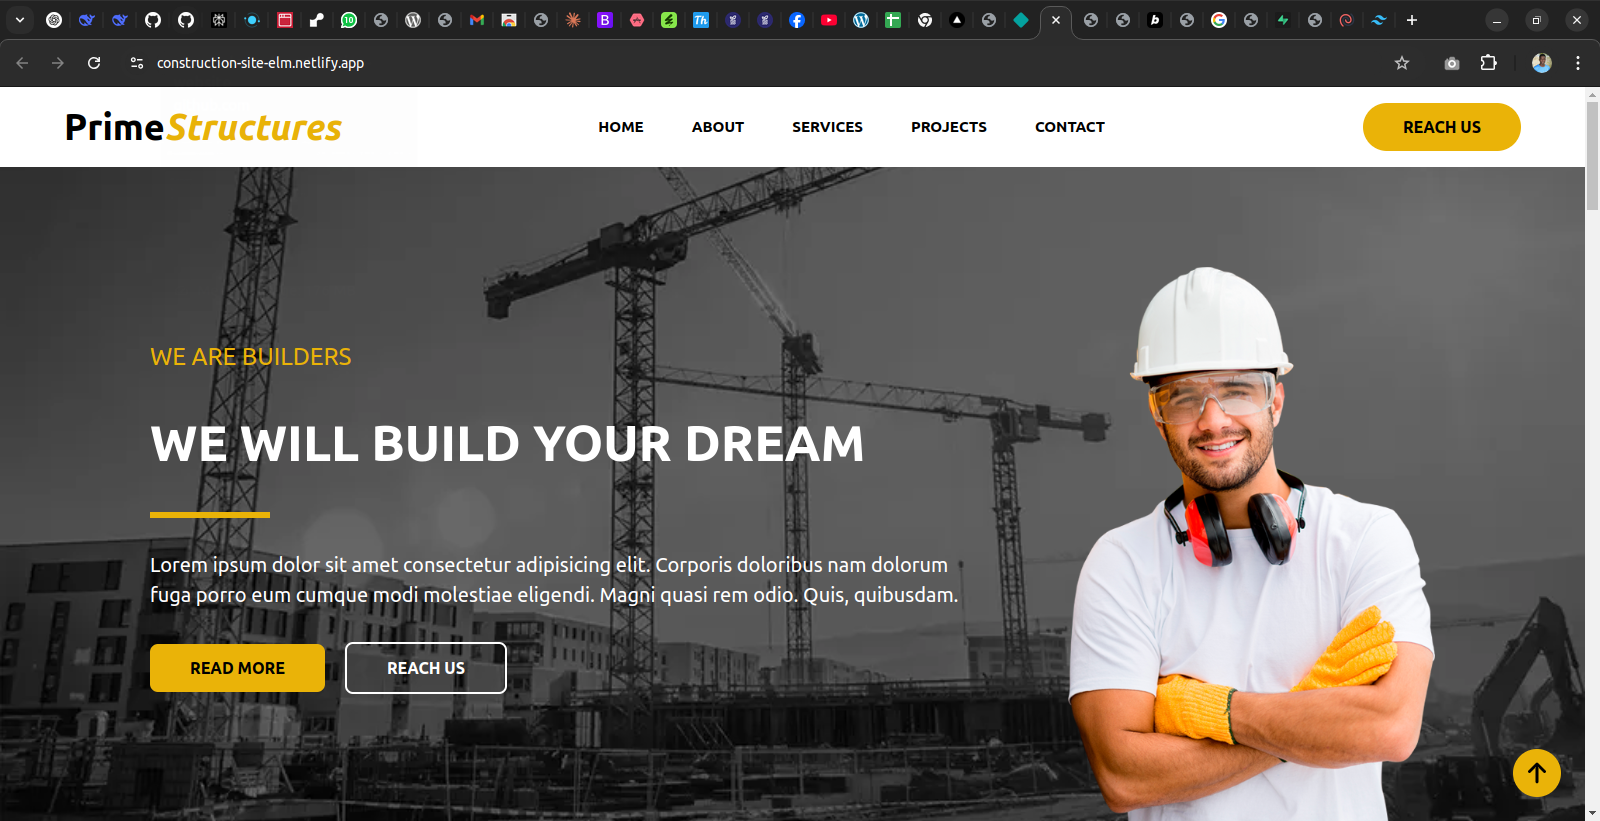 construction-site-elm.netlify.app
PrimeStructures
HOME ABOUT SERVICES PROJECTS CONTACT
REACH US
WE ARE BUILDERS
WE WILL BUILD YOUR DREAM
Lorem ipsum dolor sit amet consectetur adipisicing elit. Corporis doloribus nam dolorum
fuga porro eum cumque modi molestiae eligendi. Magni quasi rem odio. Quis, quibusdam.
READ MORE
REACH US